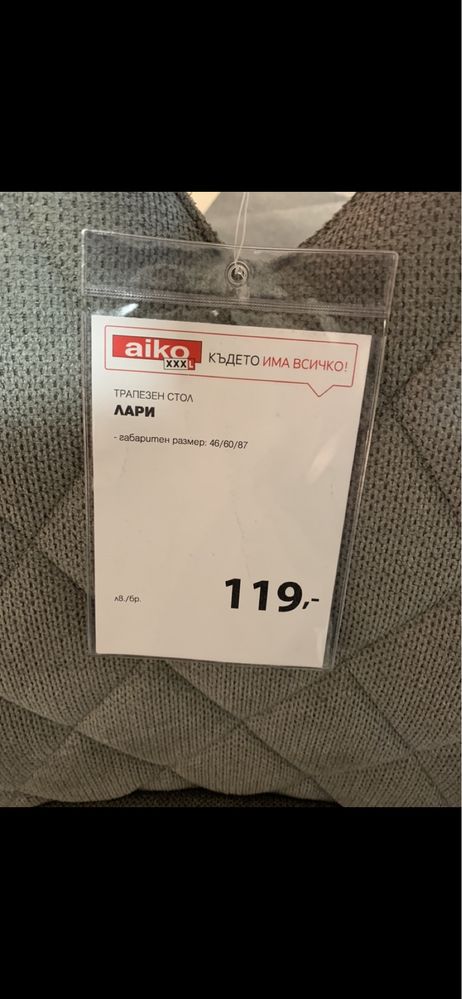 aiko
XXXL
КЪДЕТО ИМА ВСИЧКО!
ТРАПЕЗЕН СТОЛ
ЛАРИ
- габаритен размер: 46/60/87
лв./бр.
119,-